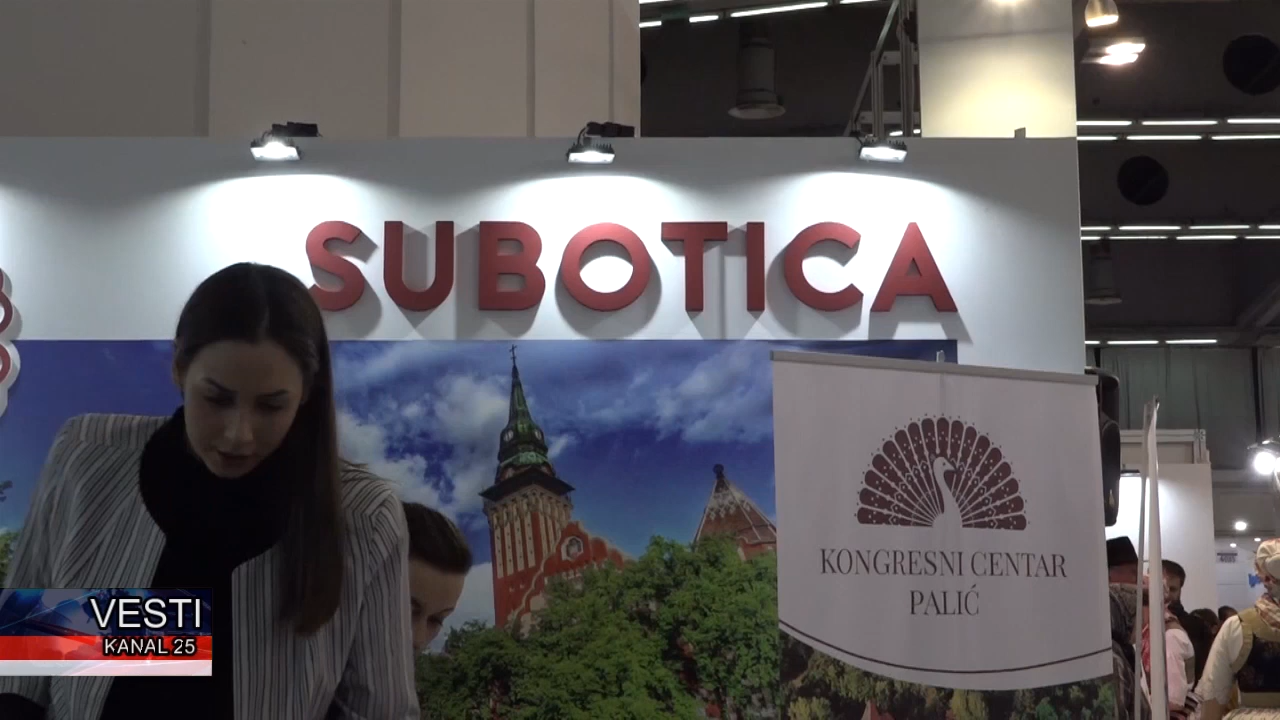 SUBOTICA
KONGRESNI CENTAR
PALIĆ
VESTI
KANAL 25